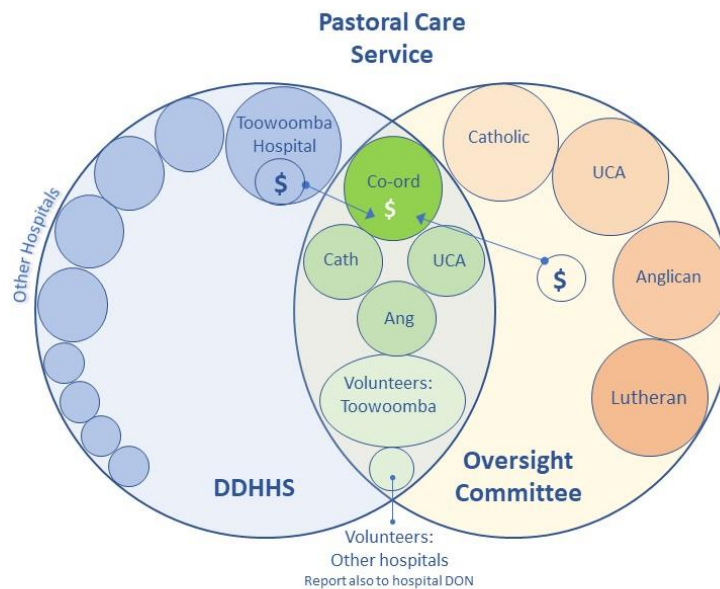 Pastoral Care
Service
Toowoomba
Hospital
$
Other Hospitals
Co-ord
$
Cath
UCA
Ang
Volunteers:
Toowoomba
Catholic
UCA
Anglican
Lutheran
$
DDHHS
Oversight
Committee
Volunteers:
Other hospitals
Report also to hospital DON